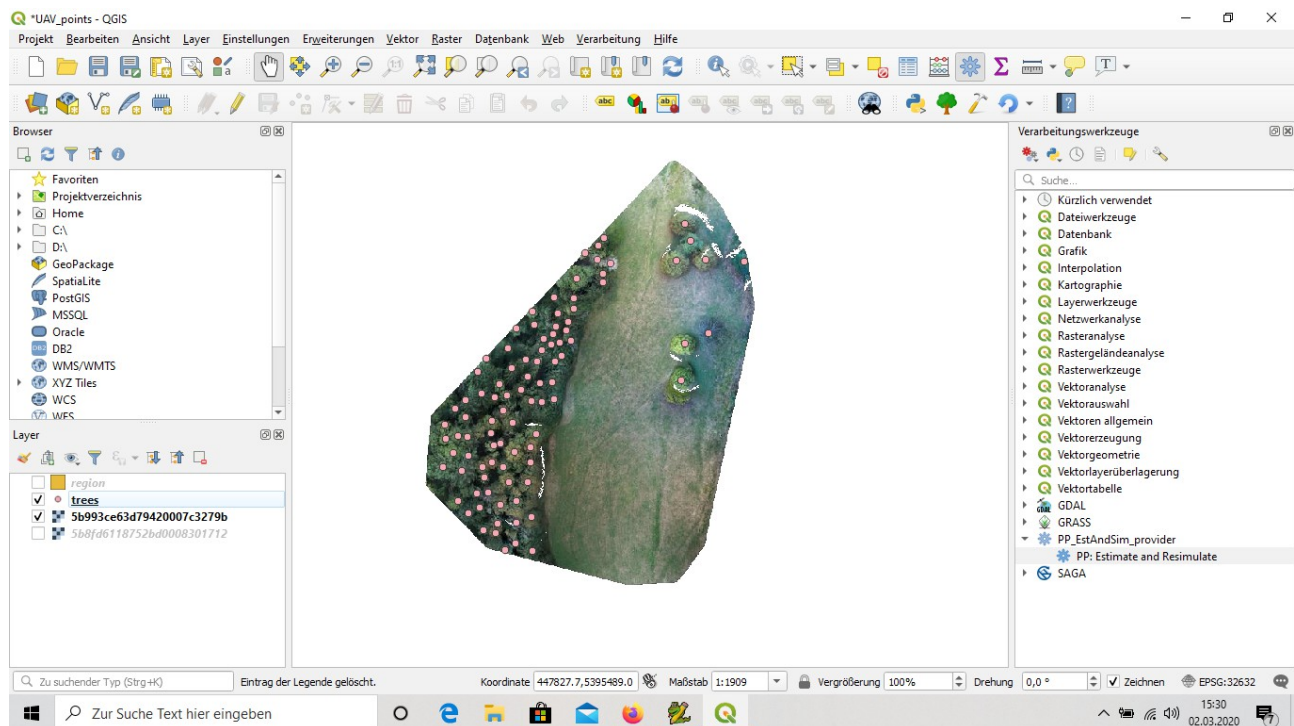 *UAV_points - QGIS
Projekt Bearbeiten Ansicht Layer Einstellungen Erweiterungen Vektor Raster Datenbank Web Verarbeitung Hilfe
Browser
Favoriten
Projektverzeichnis
Home
C:\
D:\
GeoPackage
SpatiaLite
PostGIS
MSSQL
Oracle
DB2
WMS/WMTS
XYZ Tiles
WCS
WFS
Layer
region
trees
5b993ce63d79420007c3279b
5b8fd6118752bd0008301712
Verarbeitungswerkzeuge
Suche...
Kürzlich verwendet
Dateiwerkzeuge
Datenbank
Grafik
Interpolation
Kartographie
Layerwerkzeuge
Netzwerkanalyse
Rasteranalyse
Rastergeländeanalyse
Rasterwerkzeuge
Vektoranalyse
Vektorauswahl
Vektoren allgemein
Vektorerzeugung
Vektorgeometrie
Vektorlayerüberlagerung
Vektortabelle
GDAL
GRASS
PP_EstAndSim_provider
PP: Estimate and Resimulate
SAGA
Zu suchender Typ (Strg+K) Eintrag der Legende gelöscht. Koordinate 447827.7,5395489.0 Maßstab 1:1909 Vergrößerung 100% Drehung 0,0 ° Zeichnen EPSG:32632
Zur Suche Text hier eingeben
15:30
02.03.2020